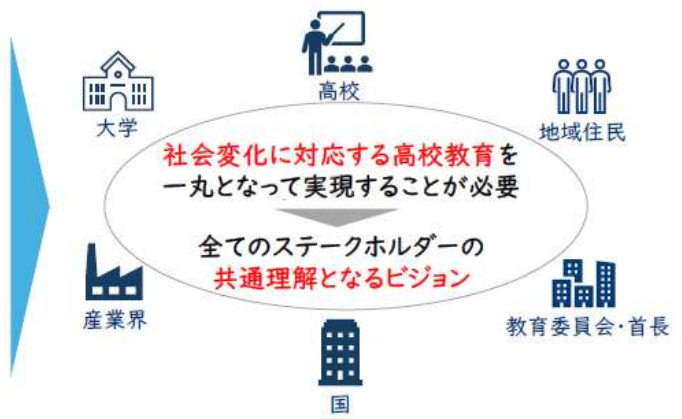 高校
大学
地域住民
社会変化に対応する高校教育を
一丸となって実現することが必要
全てのステークホルダーの
共通理解となるビジョン
産業界
教育委員会・首長
国